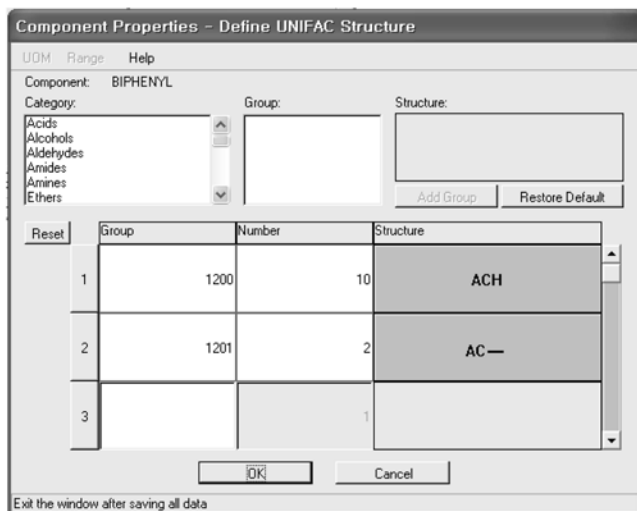 Component Properties - Define UNIFAC Structure
UOM Range Help
Component: BIPHENYL
Category: Group: Structure:
Acids
Alcohols
Aldehydes
Amides
Amines
Ethers
Add Group Restore Default
Reset Group Number Structure
1 1200 10 ACH
2 1201 2 AC—
3 1
OK Cancel
Exit the window after saving all data